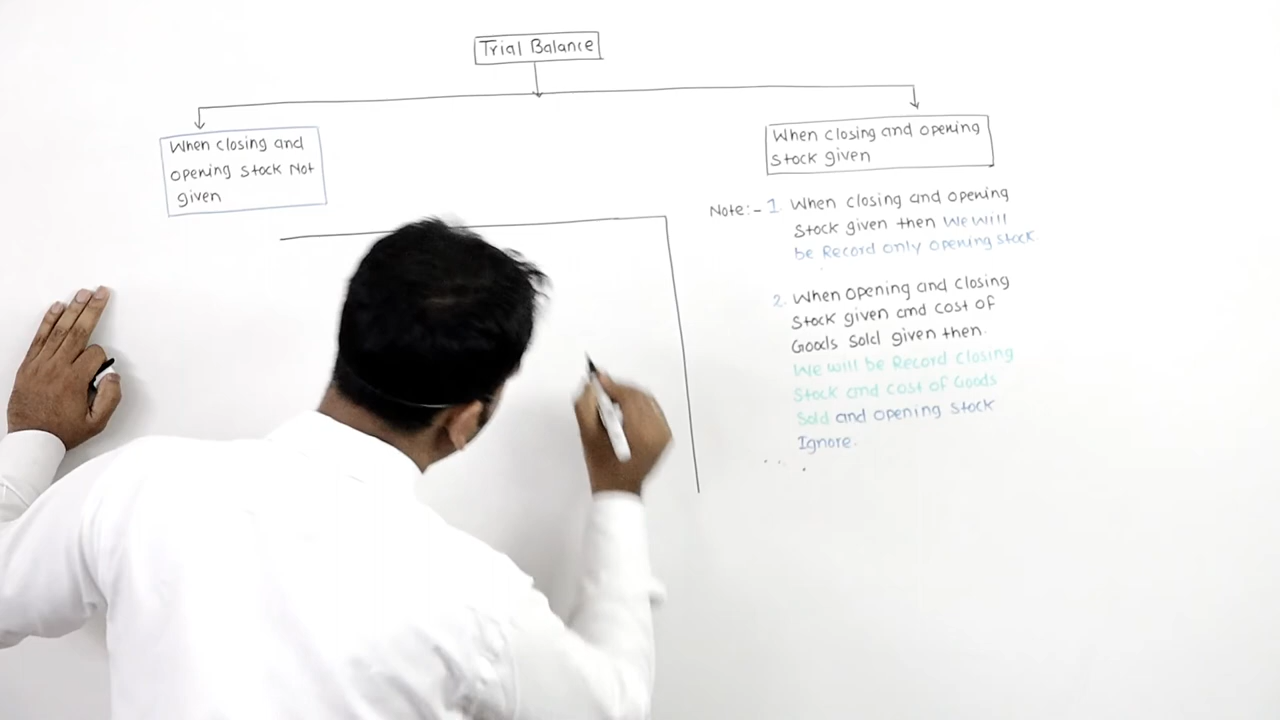 Trial Balance
When closing and
opening stock Not
given
When closing and opening
stock given
Note:- 1. When closing and opening
stock given then We will
be Record only opening stock
2. When opening and closing
Stock given and cost of
Goods Sold given then.
We will be Record closing
Stock and cost of Goods
Sold and opening stock
Ignore.